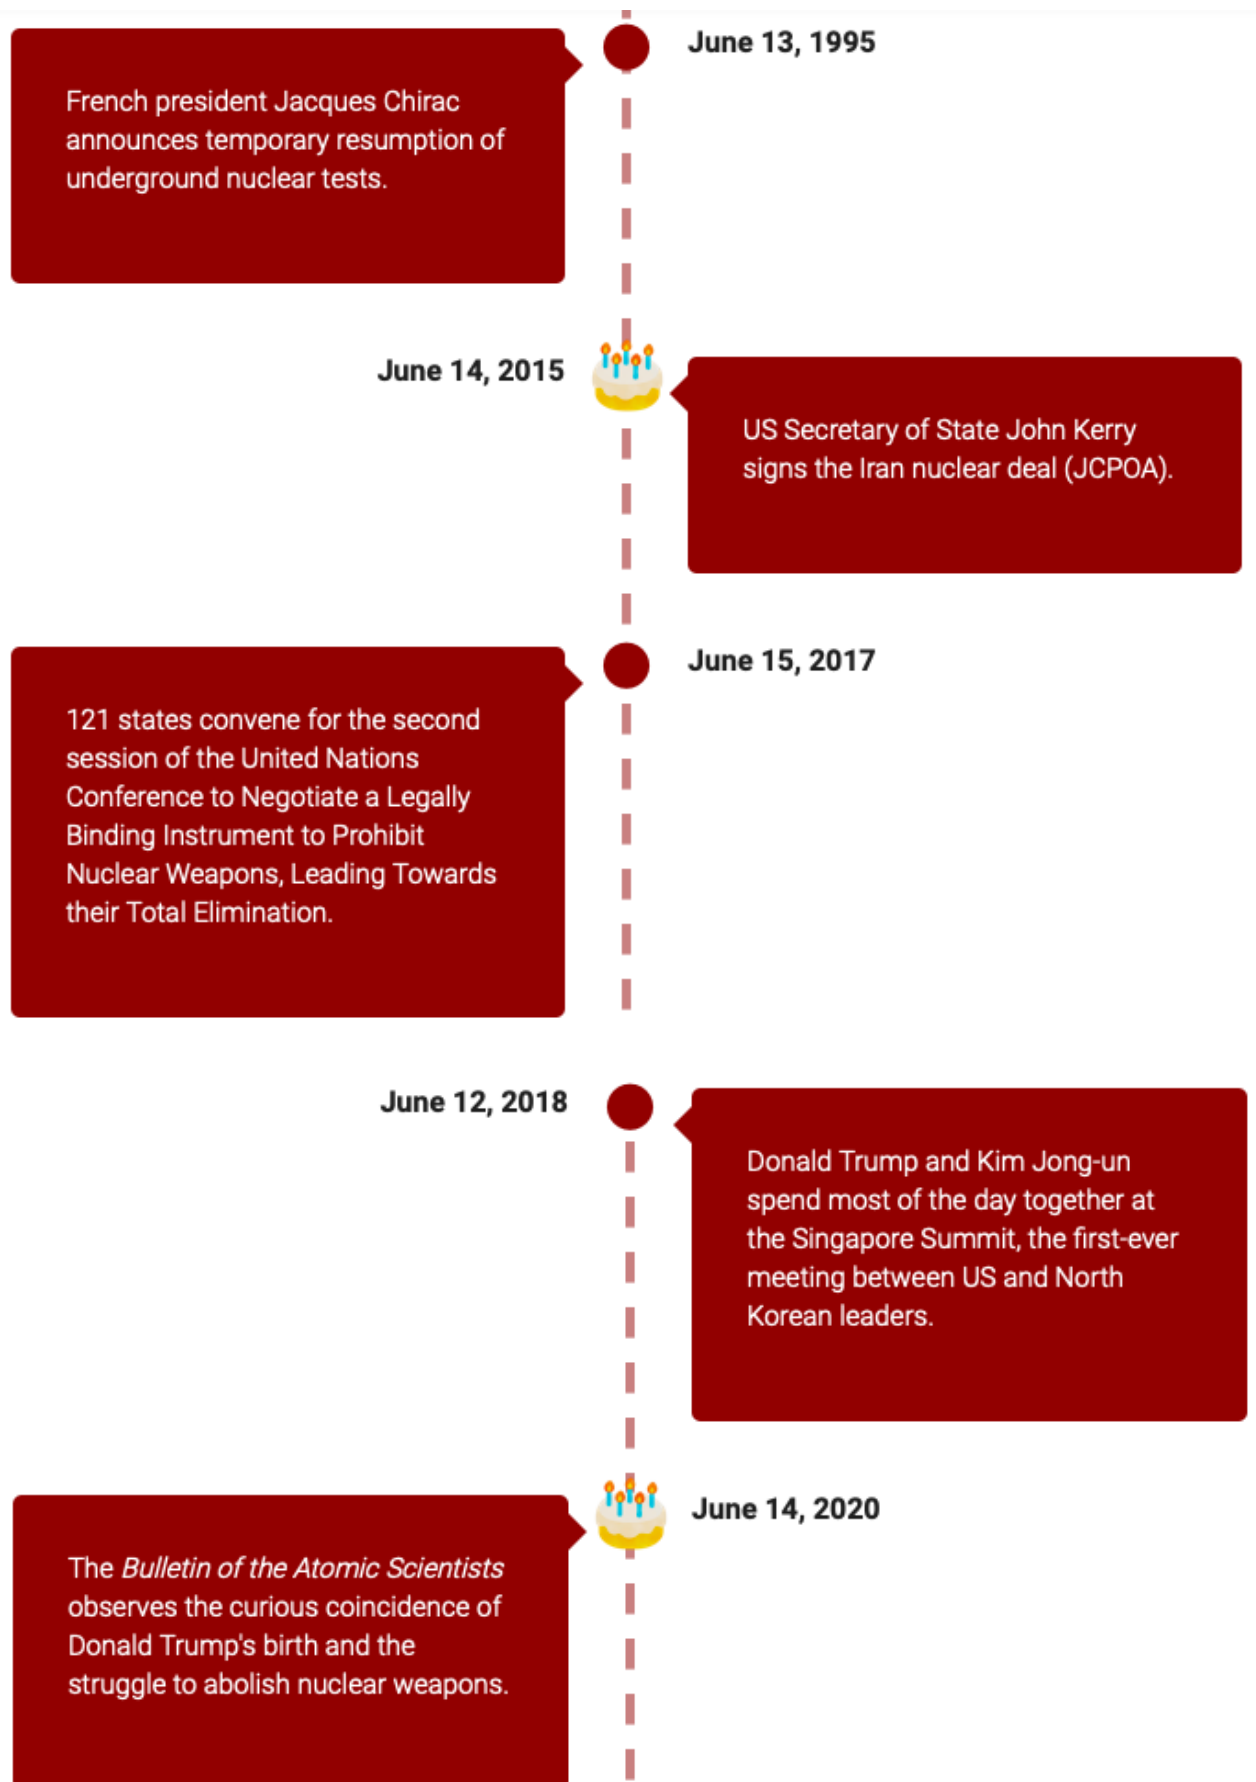 June 13, 1995
French president Jacques Chirac
announces temporary resumption of
underground nuclear tests.
June 14, 2015
US Secretary of State John Kerry
signs the Iran nuclear deal (JCPOA).
June 15, 2017
121 states convene for the second
session of the United Nations
Conference to Negotiate a Legally
Binding Instrument to Prohibit
Nuclear Weapons, Leading Towards
their Total Elimination.
June 12, 2018
Donald Trump and Kim Jong-un
spend most of the day together at
the Singapore Summit, the first-ever
meeting between US and North
Korean leaders.
June 14, 2020
The Bulletin of the Atomic Scientists
observes the curious coincidence of
Donald Trump's birth and the
struggle to abolish nuclear weapons.